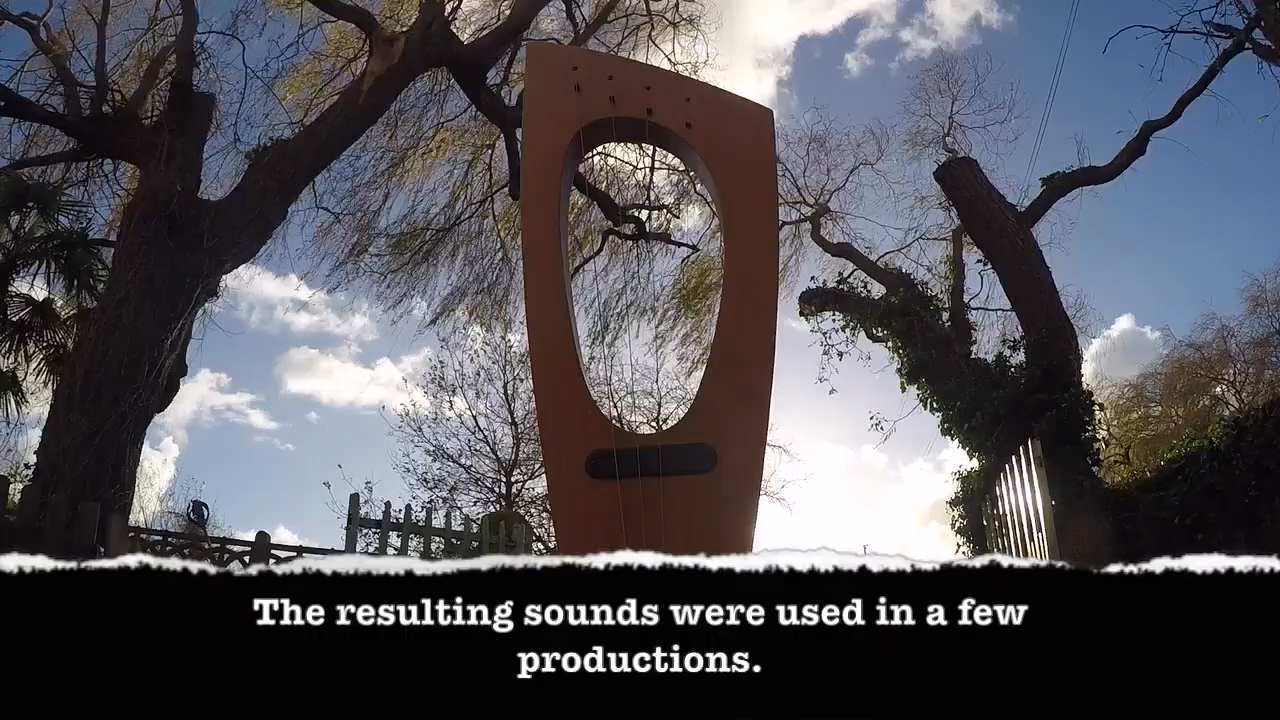 The resulting sounds were used in a few
productions.